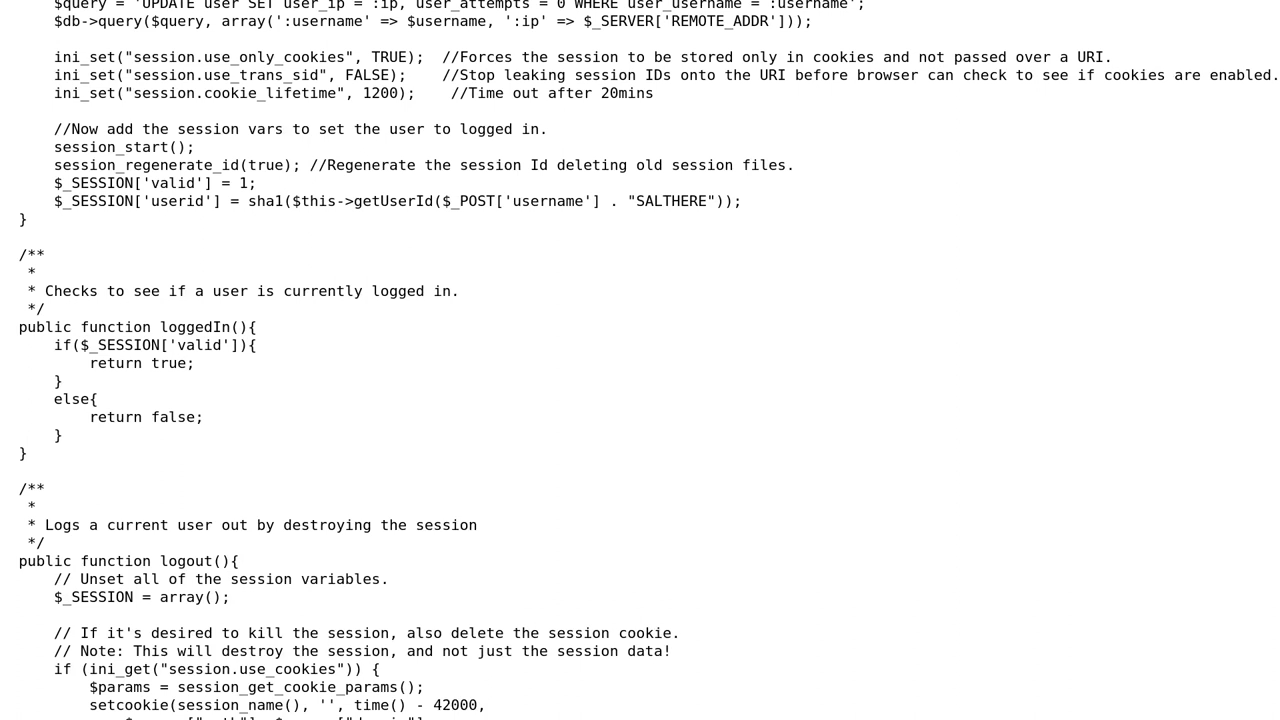 $query = 'UPDATE user SET user_ip = :ip, user_attempts = 0 WHERE user_username = :username';
$db->query($query, array(':username' => $username, ':ip' => $_SERVER['REMOTE_ADDR']));
ini_set("session.use_only_cookies", TRUE);  //Forces the session to be stored only in cookies and not passed over a URI.
ini_set("session.use_trans_sid", FALSE);    //Stop leaking session IDs onto the URI before browser can check to see if cookies are enabled.
ini_set("session.cookie_lifetime", 1200);    //Time out after 20mins
//Now add the session vars to set the user to logged in.
session_start();
session_regenerate_id(true); //Regenerate the session Id deleting old session files.
$_SESSION['valid'] = 1;
$_SESSION['userid'] = sha1($this->getUserId($_POST['username'] . "SALTHERE"));
}
/**
*
* Checks to see if a user is currently logged in.
*/
public function loggedIn(){
if($_SESSION['valid']){
return true;
}
else{
return false;
}
}
/**
*
* Logs a current user out by destroying the session
*/
public function logout(){
// Unset all of the session variables.
$_SESSION = array();
// If it's desired to kill the session, also delete the session cookie.
// Note: This will destroy the session, and not just the session data!
if (ini_get("session.use_cookies")) {
$params = session_get_cookie_params();
setcookie(session_name(), '', time() - 42000,